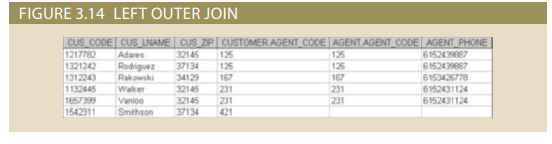 FIGURE 3.14 LEFT OUTER JOIN
CUS_CODE CUS_LNAME CUS_ZIP CUSTOMER.AGENT_CODE AGENT.AGENT_CODE AGENT_PHONE
1217782 Adares 32145 125 125 6152439887
1321242 Rodriguez 37134 125 125 6152439887
1312243 Rakowski 34129 167 167 6153426778
1132445 Walker 32145 231 231 6152431124
1657399 Vanloo 32145 231 231 6152431124
1542311 Smithson 37134 421